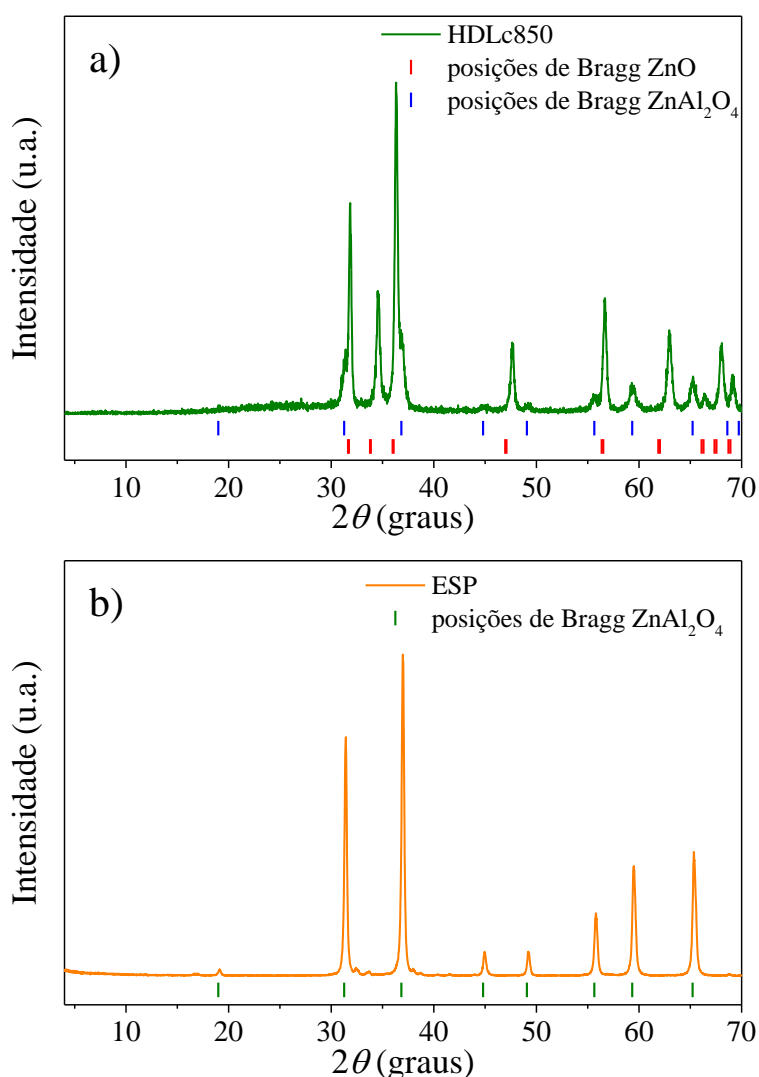 a)
HDLc850
posições de Bragg ZnO
posições de Bragg ZnAl₂O₄
Intensidade (u.a.)
10 20 30 40 50 60 70
2θ (graus)
b)
ESP
posições de Bragg ZnAl₂O₄
Intensidade (u.a.)
10 20 30 40 50 60 70
2θ (graus)